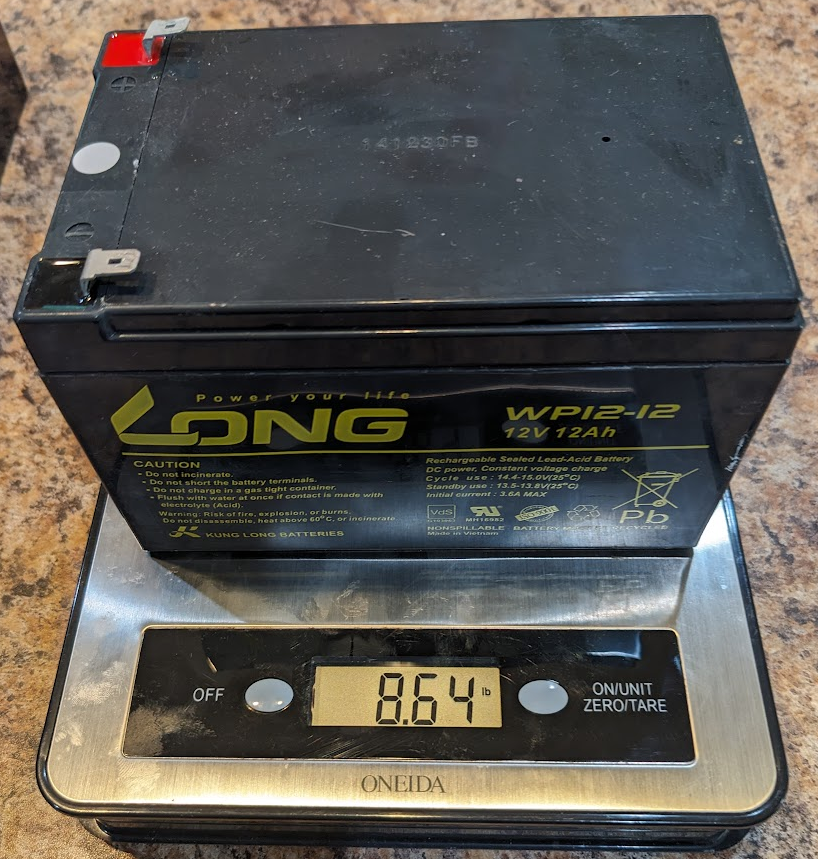 141230FB
Power your life
LONG
WP12-12
12V 12Ah
CAUTION
• Do not incinerate.
• Do not short the battery terminals.
• Do not charge in a gas tight container.
• Flush with water at once if contact is made with
electrolyte (Acid).
Warning: Risk of fire, explosion, or burns.
Do not disassemble, heat above 60°C, or incinerate.
KUNG LONG BATTERIES
Rechargeable Sealed Lead-Acid Battery
DC power, Constant voltage charge
Cycle use : 14.4-15.0V(25°C)
Standby use : 13.5-13.8V(25°C)
Initial current : 3.6A MAX
VdS
MH16982
Pb
NONSPILLABLE
BATTERY
RECYCLED
Made in Vietnam
OFF
8.64 lb
ON/UNIT
ZERO/TARE
ONEIDA